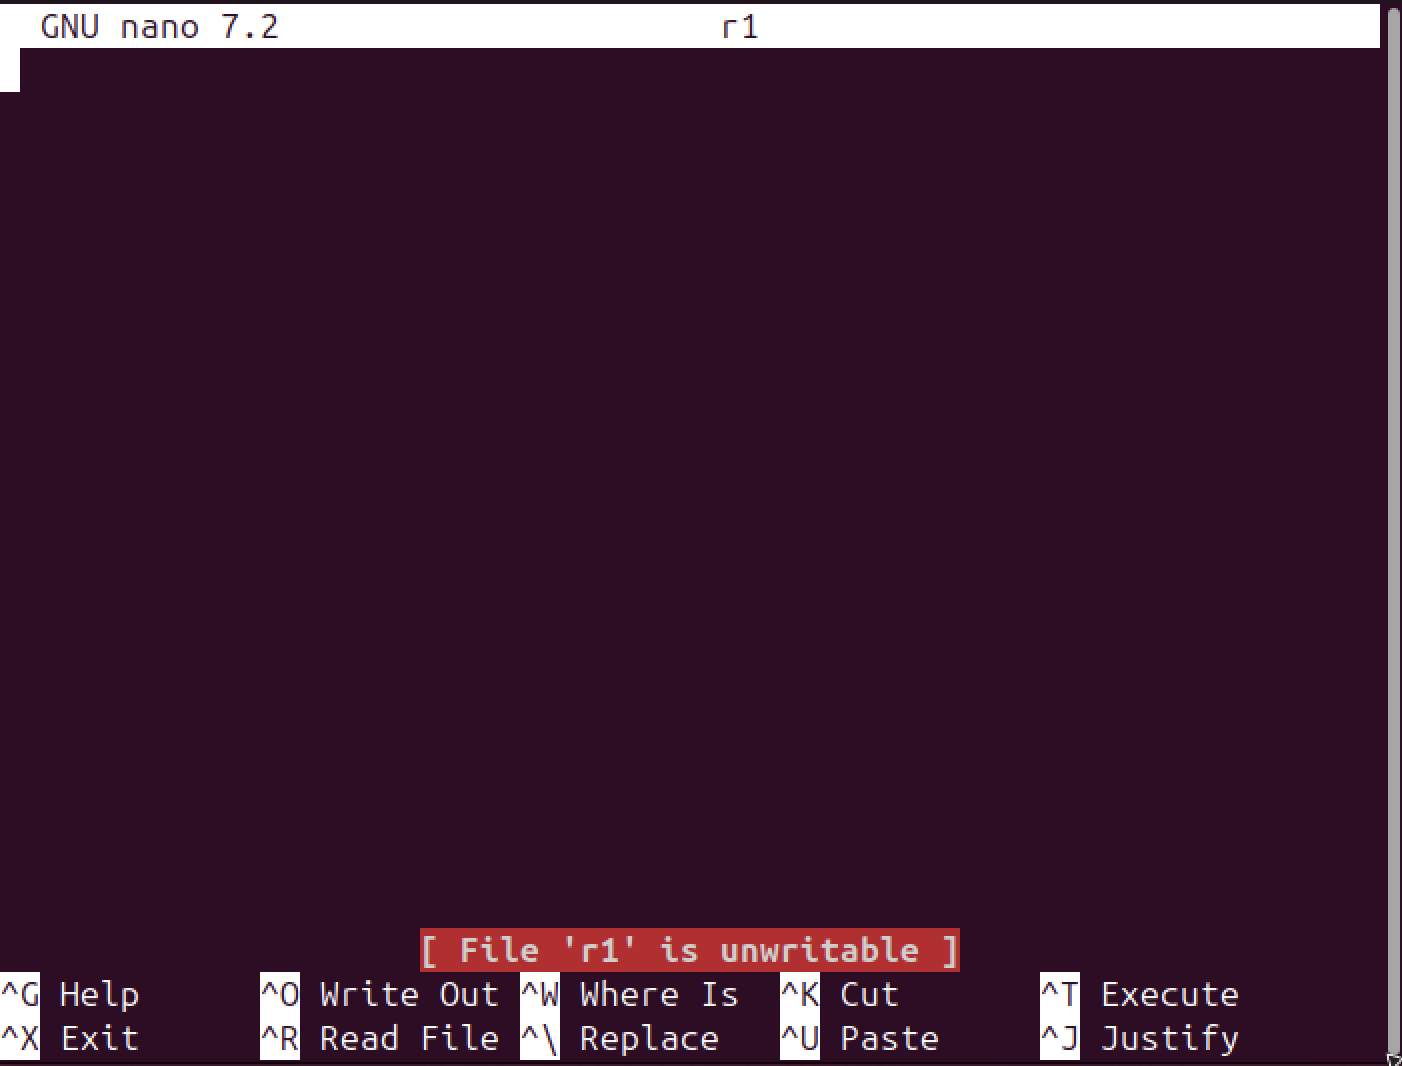 GNU nano 7.2 r1
[ File 'r1' is unwritable ]
^G Help ^O Write Out ^W Where Is ^K Cut ^T Execute
^X Exit ^R Read File ^\ Replace ^U Paste ^J Justify